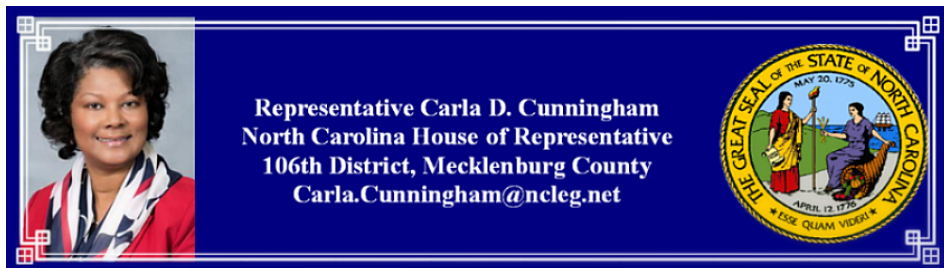 Representative Carla D. Cunningham
North Carolina House of Representative
106th District, Mecklenburg County
Carla.Cunningham@ncleg.net
THE GREAT SEAL OF THE STATE OF NORTH CAROLINA
MAY 20, 1775
APRIL 12, 1776
★ESSE QUAM VIDERI★